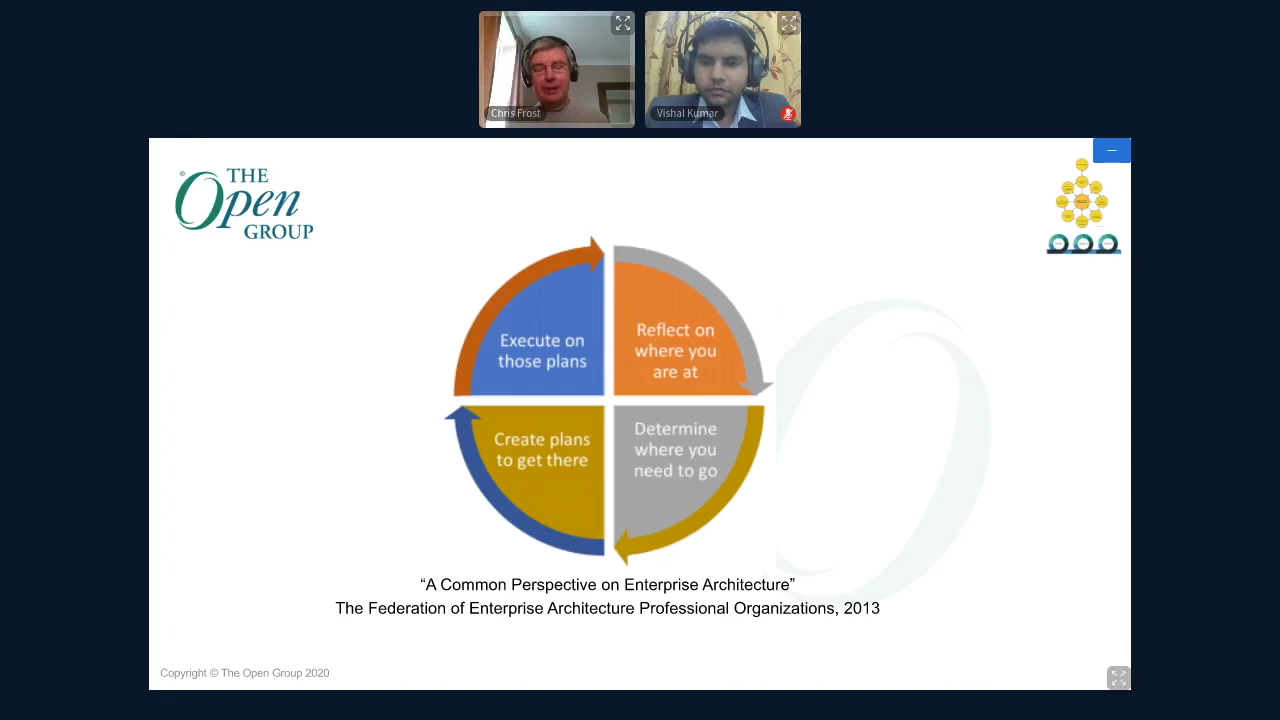 Chris Frost
Vishal Kumar
®
THE
Open
GROUP
Execute on
those plans
Reflect on
where you
are at
Create plans
to get there
Determine
where you
need to go
“A Common Perspective on Enterprise Architecture”
The Federation of Enterprise Architecture Professional Organizations, 2013
Copyright © The Open Group 2020